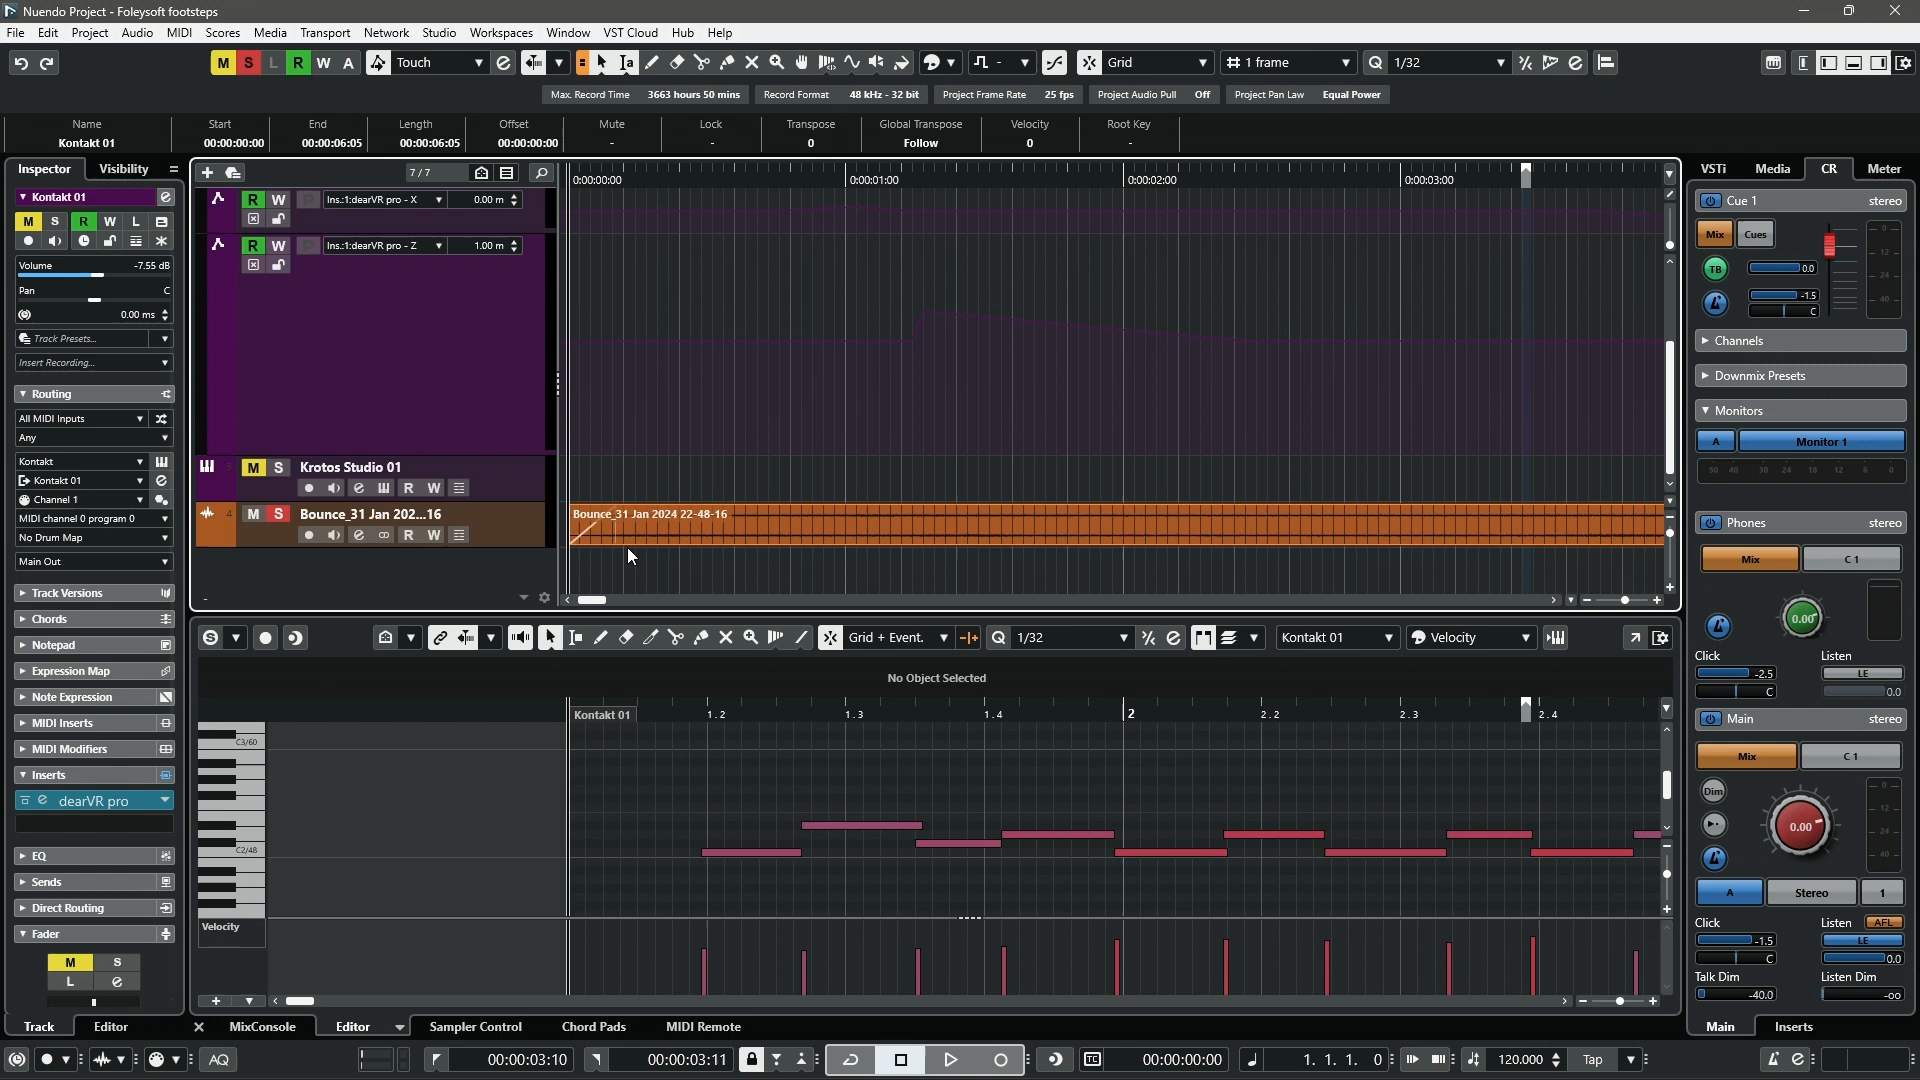 Nuendo Project - Foleysoft footsteps
File Edit Project Audio MIDI Scores Media Transport Network Studio Workspaces Window VST Cloud Hub Help
M S L R W A Touch Grid 1 frame Q 1/32
Max. Record Time 3663 hours 50 mins Record Format 48 kHz - 32 bit Project Frame Rate 25 fps Project Audio Pull Off Project Pan Law Equal Power
Name Start End Length Offset Mute Lock Transpose Global Transpose Velocity Root Key
Kontakt 01 00:00:00:00 00:00:06:05 00:00:06:05 00:00:00:00 - - 0 Follow 0 -
Inspector Visibility
Kontakt 01
M S R W L
Volume -7.55 dB
Pan C
0.00 ms
Track Presets...
Insert Recording...
Routing
All MIDI Inputs
Any
Kontakt
Kontakt 01
Channel 1
MIDI channel 0 program 0
No Drum Map
Main Out
Track Versions
Chords
Notepad
Expression Map
Note Expression
MIDI Inserts
MIDI Modifiers
Inserts
dearVR pro
EQ
Sends
Direct Routing
Fader
M S
L e
Track Editor
7 / 7
R W Ins.:1:dearVR pro - X 0.00 m
R W Ins.:1:dearVR pro - Z 1.00 m
3 M S Krotos Studio 01
R W
4 M S Bounce_31 Jan 202...16
R W
0:00:00:00 0:00:01:00 0:00:02:00 0:00:03:00
Bounce_31 Jan 2024 22-48-16
S Grid + Event. Q 1/32 Kontakt 01 Velocity
No Object Selected
Kontakt 01 1.2 1.3 1.4 2 2.2 2.3 2.4
C3/60
C2/48
Velocity
MixConsole Editor Sampler Control Chord Pads MIDI Remote
VSTi Media CR Meter
Cue 1 stereo
Mix Cues
0
12
24
40
TB 0.0
-1.5
C
Channels
Downmix Presets
Monitors
A Monitor 1
50 40 30 24 18 12 6 0
Phones stereo
Mix C 1
0.00
Click Listen
-2.5 LE
C 0.0
Main stereo
Mix C 1
Dim
0.00
0
12
24
40
A Stereo 1
Click Listen AFL
-1.5 LE
C 0.0
Talk Dim Listen Dim
-40.0 -oo
Main Inserts
AQ 00:00:03:10 00:00:03:11 TC 00:00:00:00 1. 1. 1. 0 120.000 Tap